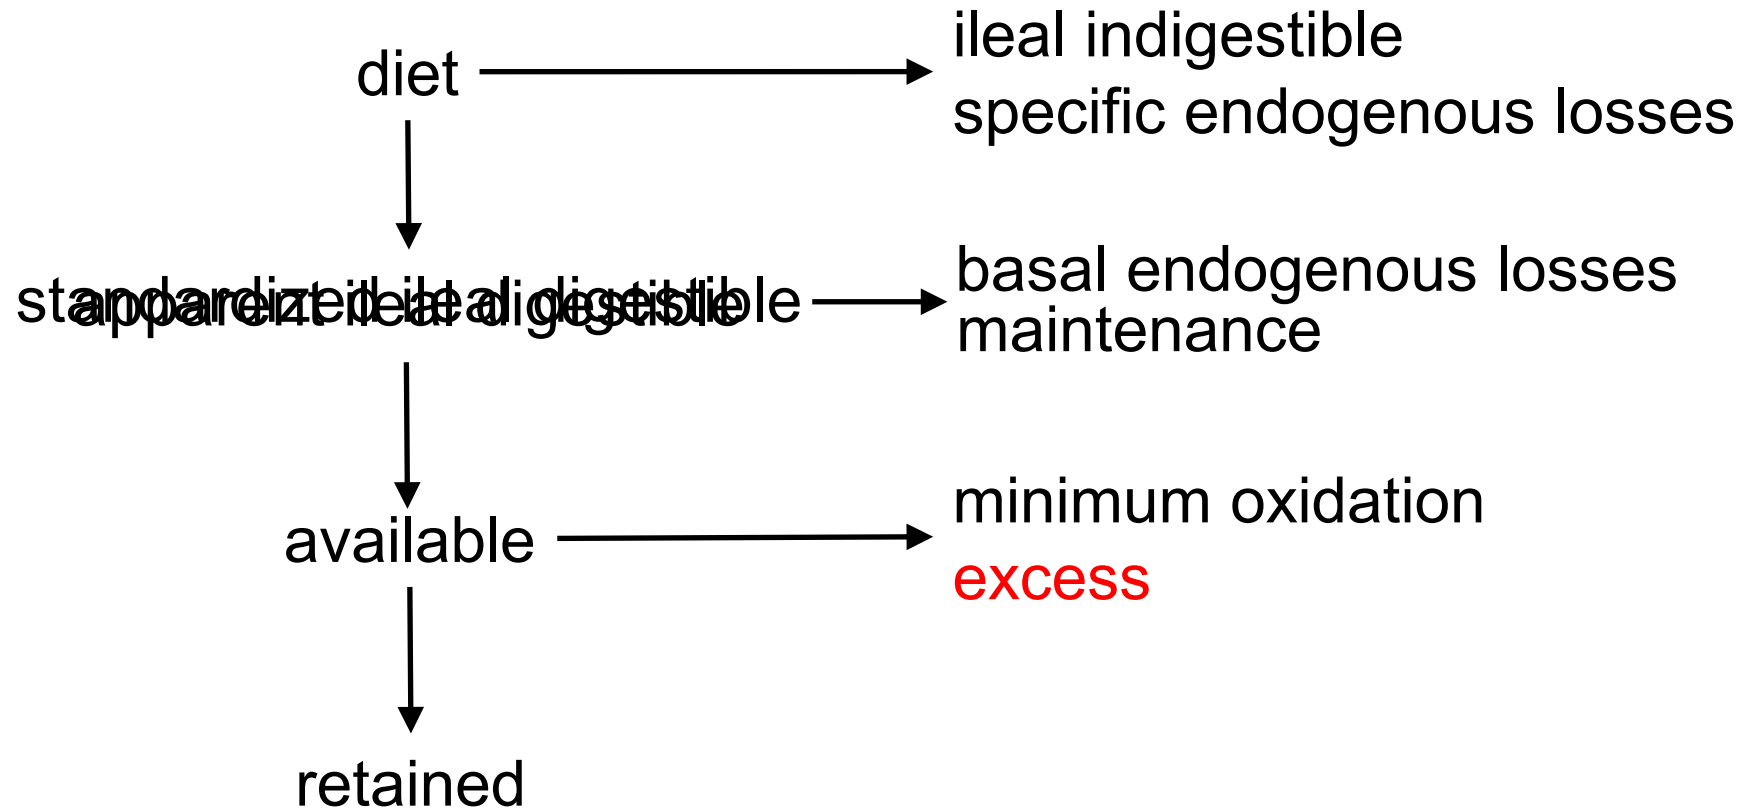 diet
ileal indigestible
specific endogenous losses
standardized ileal digestible
apparent ileal digestible
basal endogenous losses
maintenance
available
minimum oxidation
excess
retained